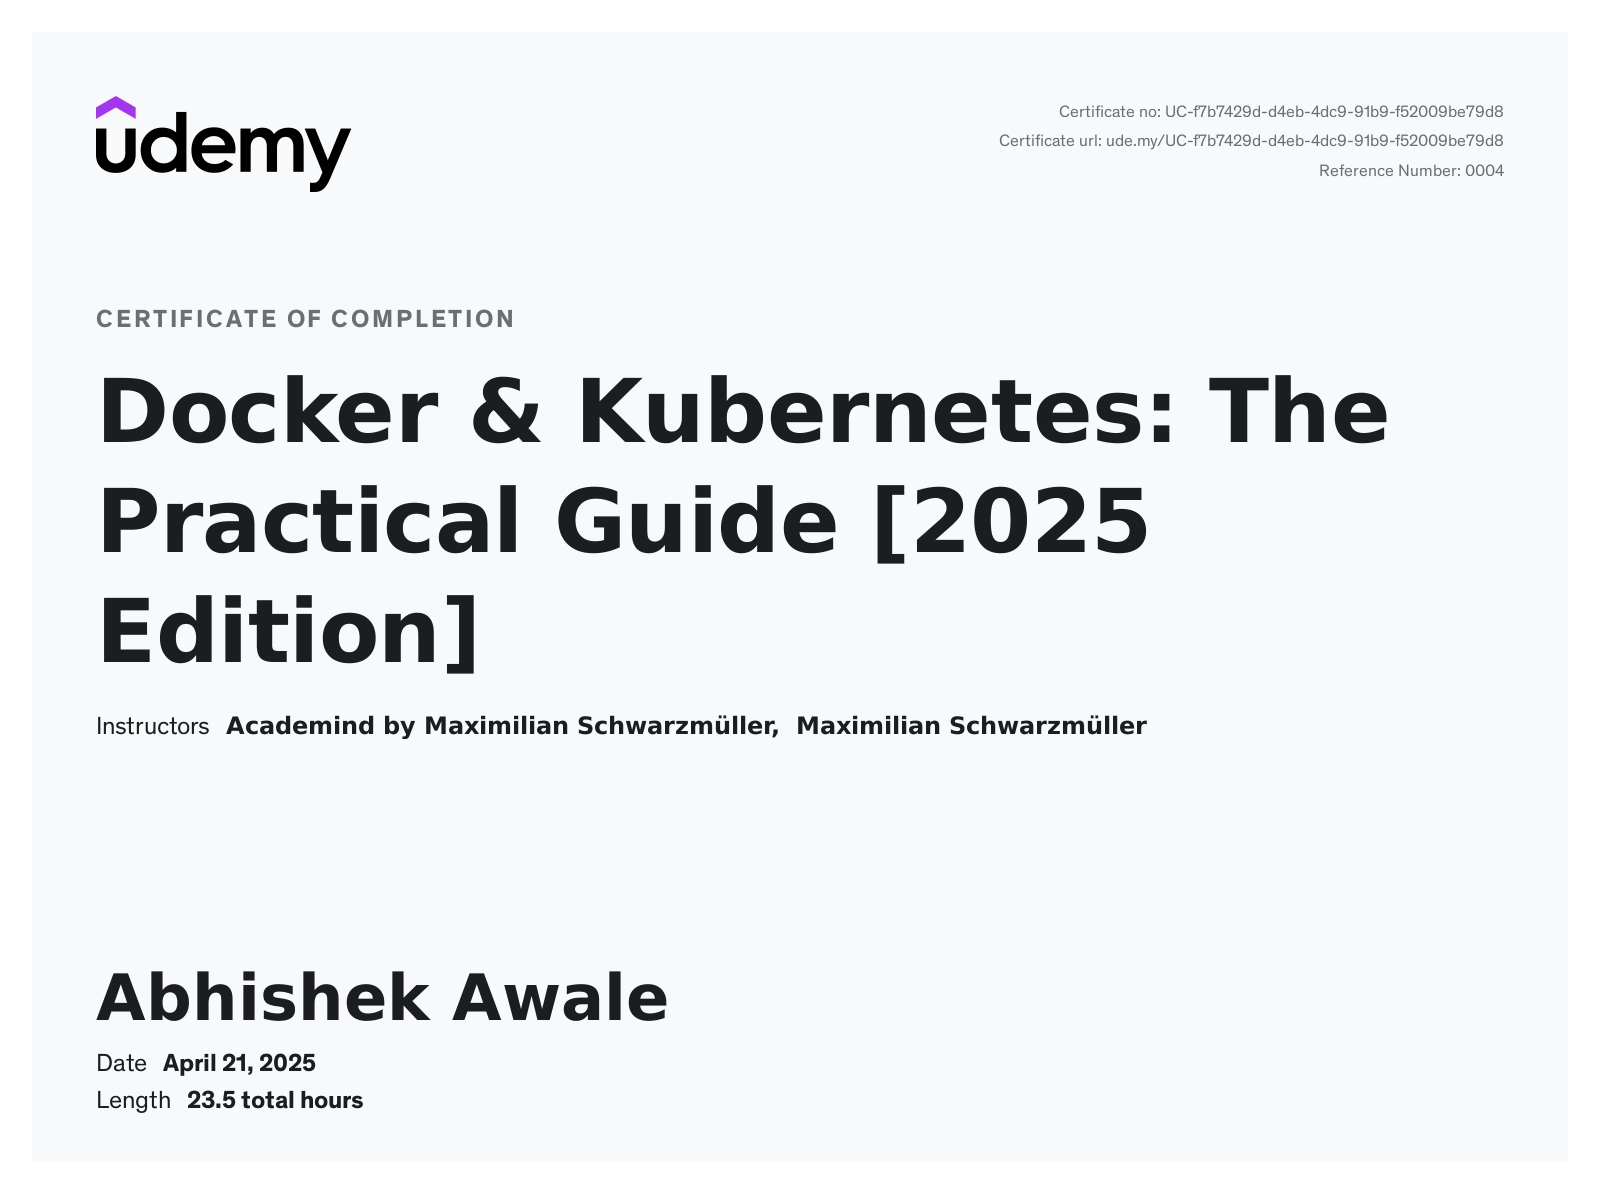 udemy
Certificate no: UC-f7b7429d-d4eb-4dc9-91b9-f52009be79d8
Certificate url: ude.my/UC-f7b7429d-d4eb-4dc9-91b9-f52009be79d8
Reference Number: 0004
CERTIFICATE OF COMPLETION
Docker & Kubernetes: The
Practical Guide [2025
Edition]
Instructors Academind by Maximilian Schwarzmüller, Maximilian Schwarzmüller
Abhishek Awale
Date April 21, 2025
Length 23.5 total hours